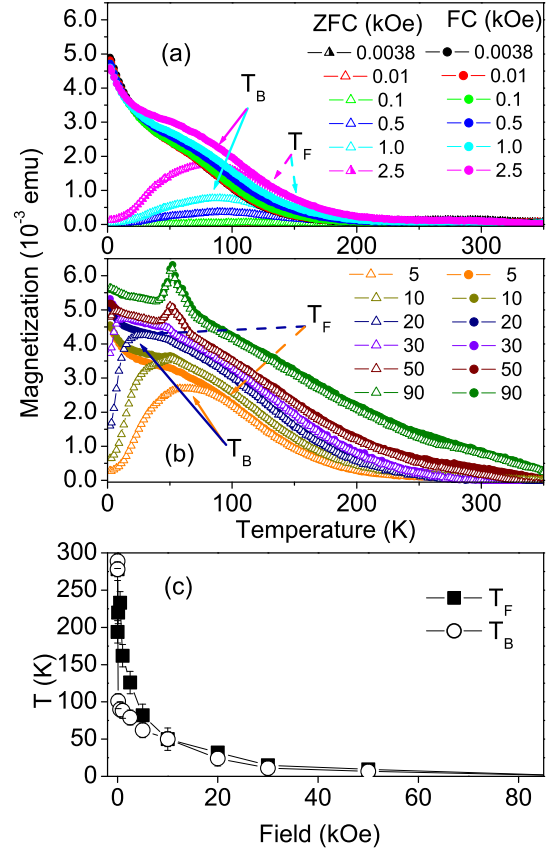 6.0
5.0
4.0
3.0
2.0
1.0
0.0
(a)
ZFC (kOe) FC (kOe)
0.0038 0.0038
0.01 0.01
0.1 0.1
0.5 0.5
1.0 1.0
2.5 2.5
T_B
T_F
0 100 200 300
Magnetization (10⁻³ emu)
6.0
5.0
4.0
3.0
2.0
1.0
0.0
5 5
10 10
20 20
30 30
50 50
90 90
T_F
T_B
(b)
0 100 200 300
Temperature (K)
300
250
200
150
100
50
0
T (K)
(c)
T_F
T_B
0 20 40 60 80
Field (kOe)